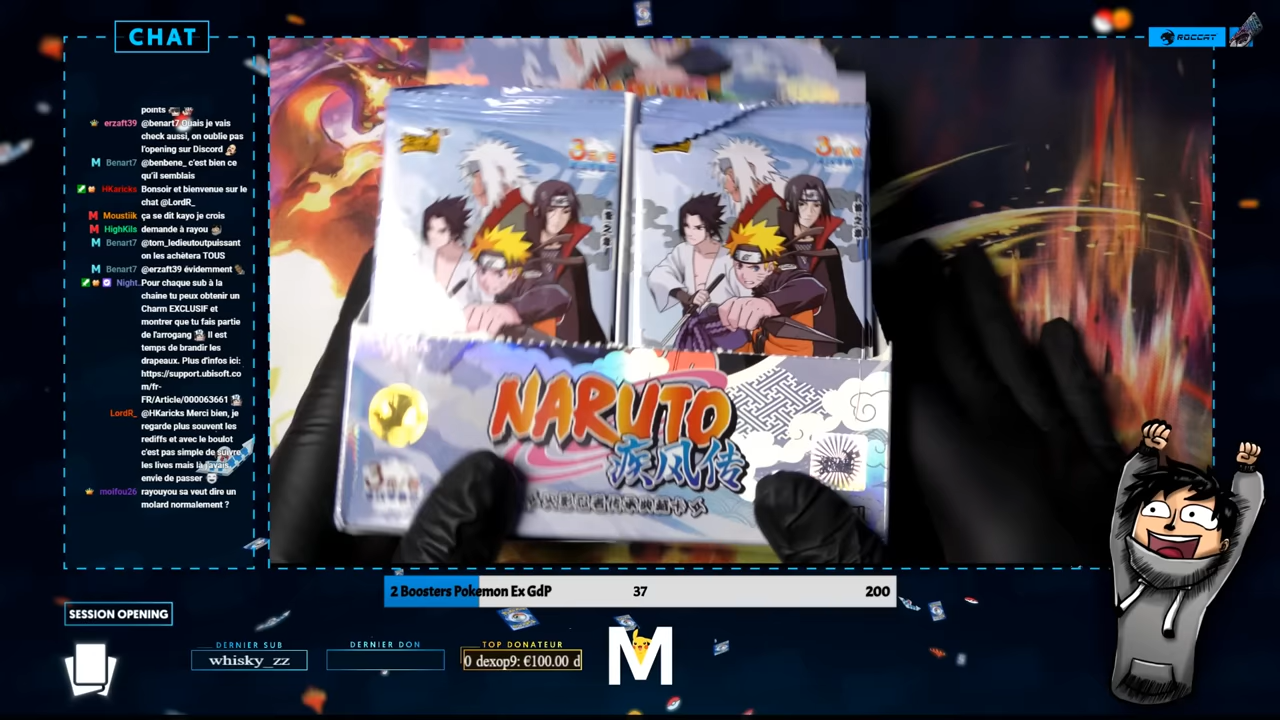 CHAT
points
erzaft39 @benart7 Ouais je vais
check aussi, on oublie pas
l'opening sur Discord
Benart7 @benbene_ c'est bien ce
qu'il semblais
HKaricks Bonsoir et bienvenue sur le
chat @LordR_
Moustiik ça se dit kayo je crois
HighKils demande à rayou
Benart7 @tom_ledieutoutpuissant
on les achètera TOUS
Benart7 @erzaft39 évidemment
Night. Pour chaque sub à la
chaine tu peux obtenir un
Charm EXCLUSIF et
montrer que tu fais partie
de l'arrogang Il est
temps de brandir les
drapeaux. Plus d'infos ici:
https://support.ubisoft.co
m/fr-
FR/Article/000063661
LordR_ @HKaricks Merci bien, je
regarde plus souvent les
rediffs et avec le boulot
c'est pas simple de suivre
les lives mais là j'avais
envie de passer
moifou26 rayouyou sa veut dire un
molard normalement ?
ROCCAT
NARUTO
疾风传
2 Boosters Pokemon Ex GdP 37 200
SESSION OPENING
DERNIER SUB
whisky_zz
DERNIER DON
TOP DONATEUR
0 dexop9: €100.00 d
M